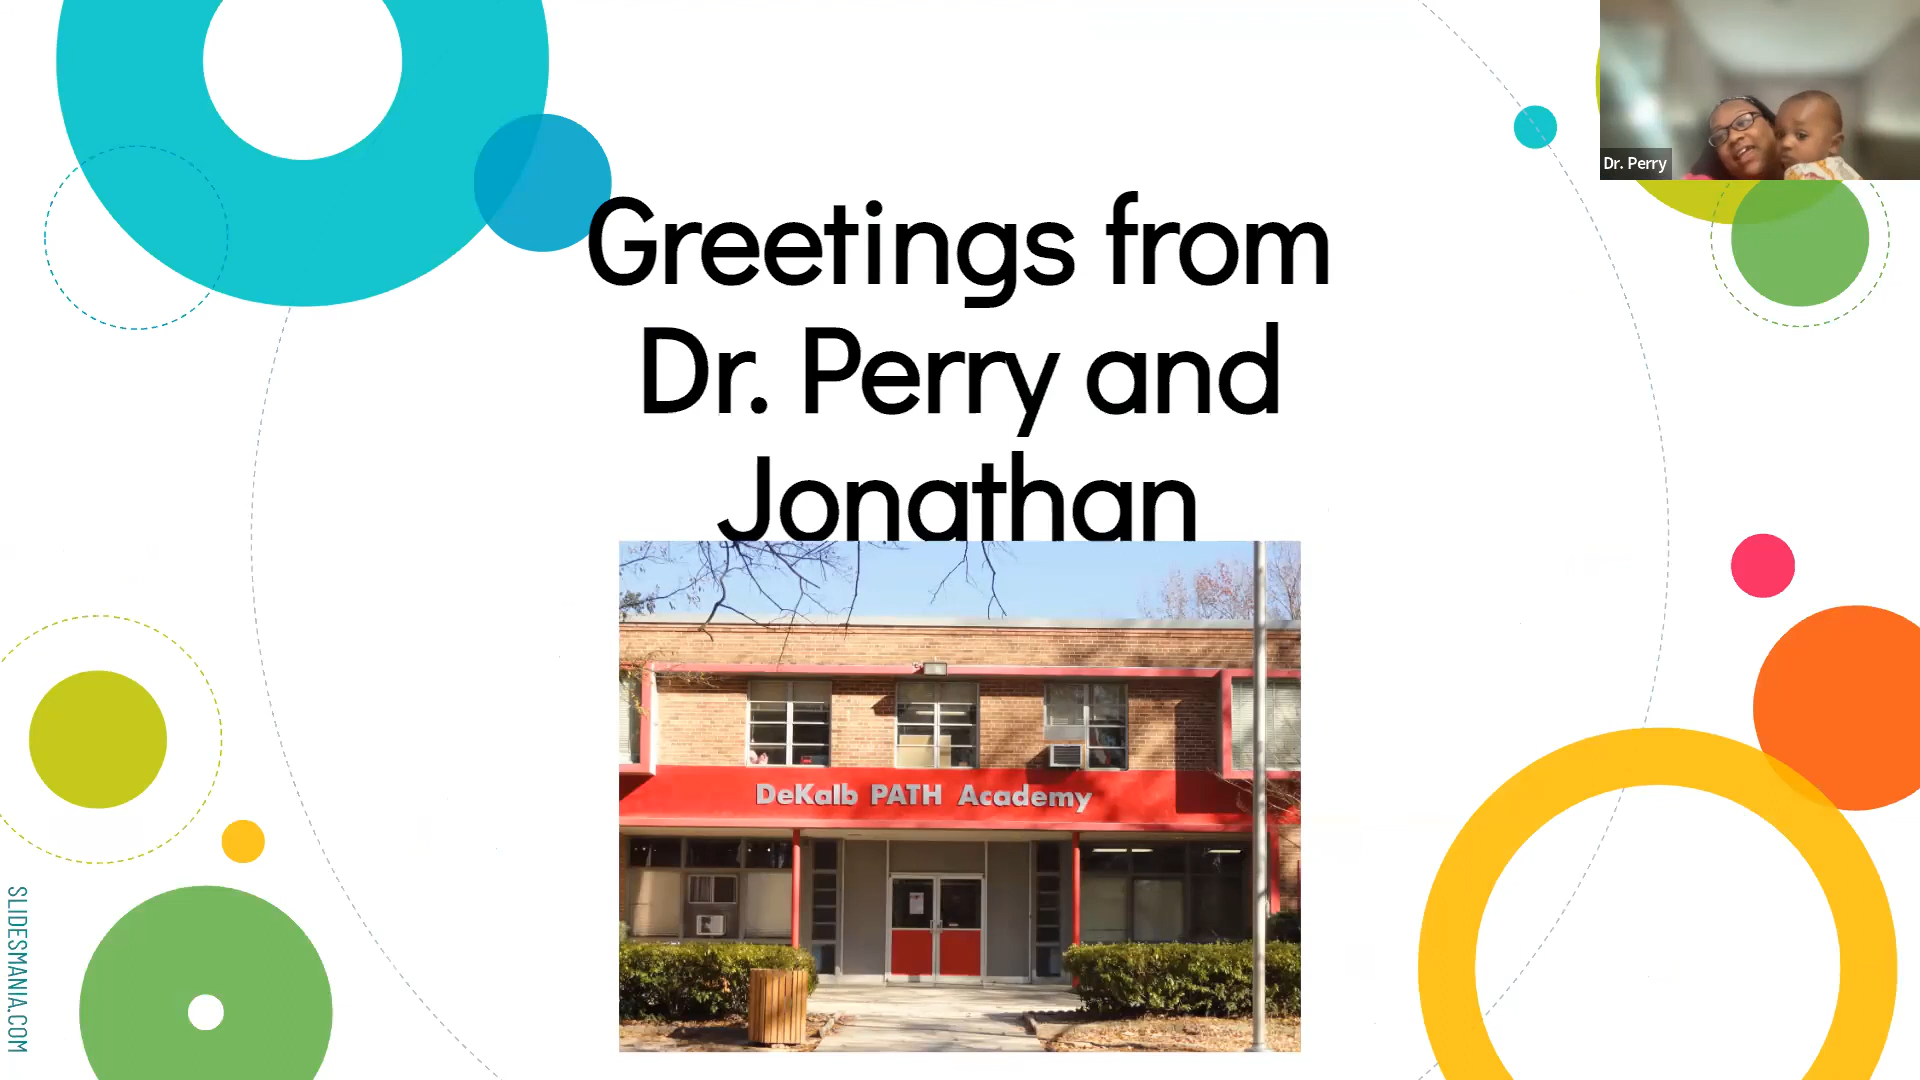 Greetings from
Dr. Perry and
Jonathan
Dr. Perry
DeKalb PATH Academy
SLIDESMANIA.COM